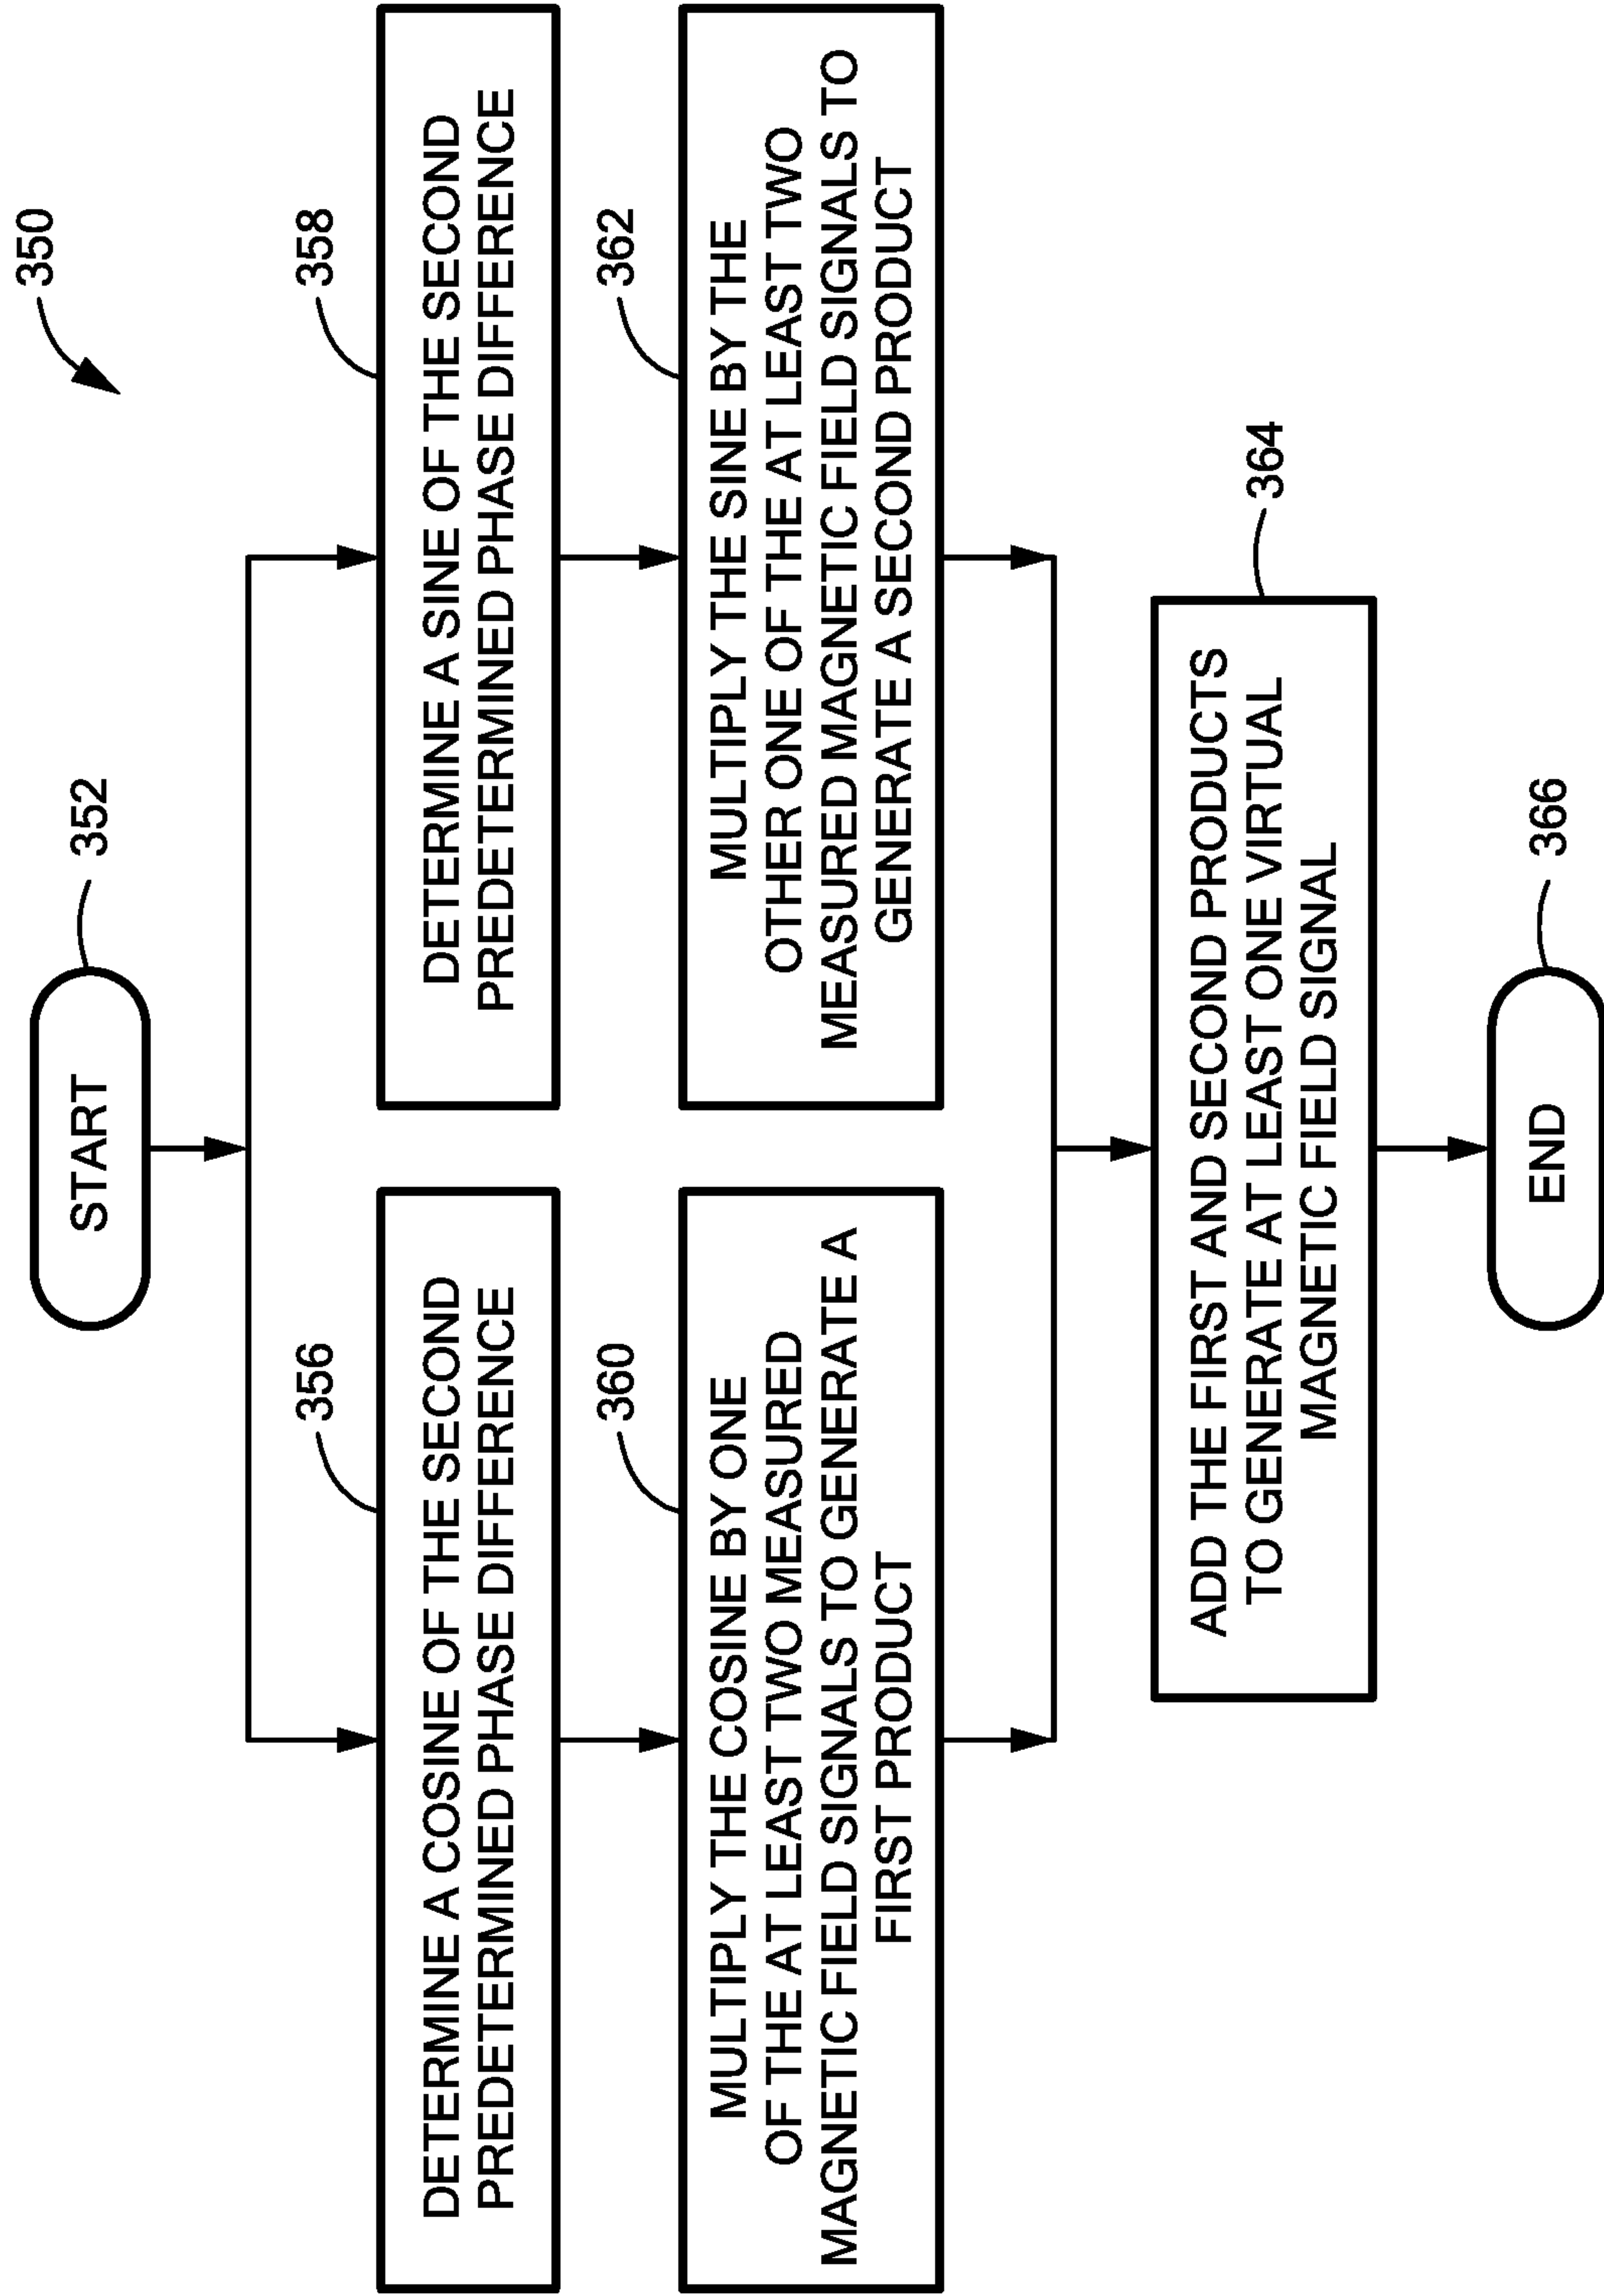 350
START
352
DETERMINE A COSINE OF THE SECOND
PREDETERMINED PHASE DIFFERENCE
356
DETERMINE A SINE OF THE SECOND
PREDETERMINED PHASE DIFFERENCE
358
MULTIPLY THE COSINE BY ONE
OF THE AT LEAST TWO MEASURED
MAGNETIC FIELD SIGNALS TO GENERATE A
FIRST PRODUCT
360
MULTIPLY THE SINE BY THE
OTHER ONE OF THE AT LEAST TWO
MEASURED MAGNETIC FIELD SIGNALS TO
GENERATE A SECOND PRODUCT
362
ADD THE FIRST AND SECOND PRODUCTS
TO GENERATE AT LEAST ONE VIRTUAL
MAGNETIC FIELD SIGNAL
364
END
366